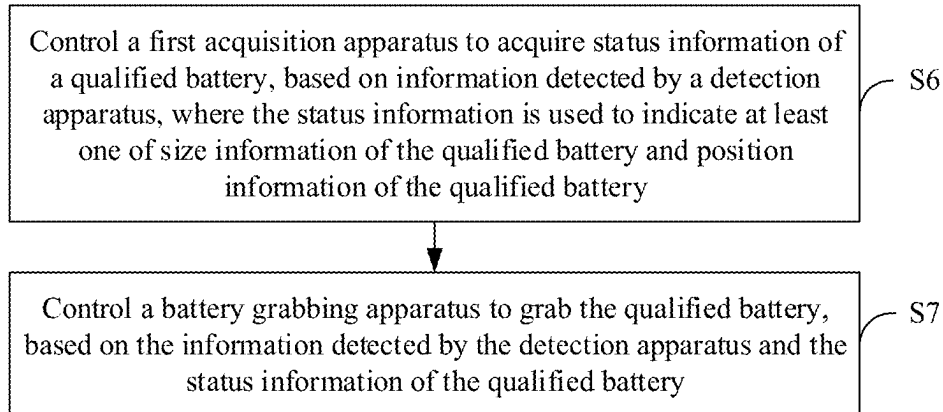 Control a first acquisition apparatus to acquire status information of
a qualified battery, based on information detected by a detection
apparatus, where the status information is used to indicate at least
one of size information of the qualified battery and position
information of the qualified battery
S6
Control a battery grabbing apparatus to grab the qualified battery,
based on the information detected by the detection apparatus and the
status information of the qualified battery
S7